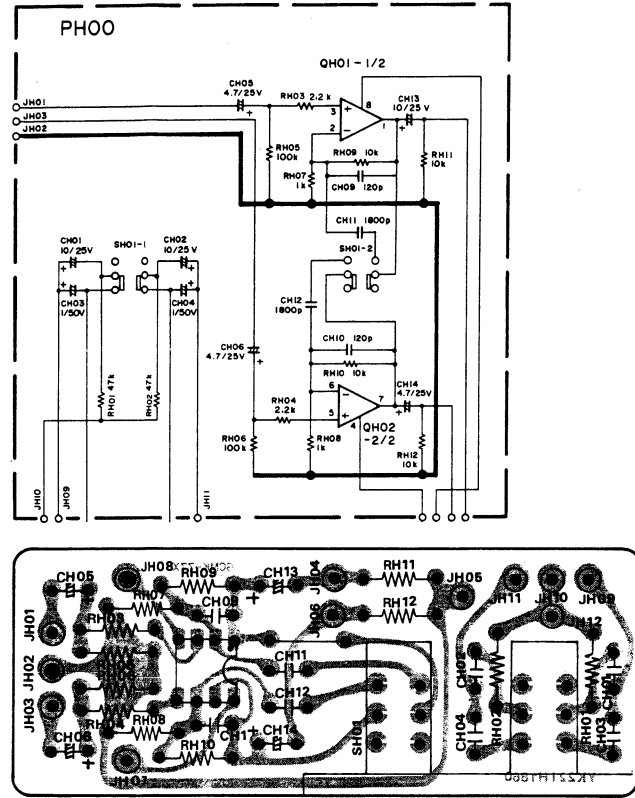 PH00
QH01-1/2
CH05
4.7/25V
RH03 2.2 k
CH13
10/25 V
JH01
JH03
JH02
3
8
1
2
RH05
100k
RH09 10k
RH11
10k
RH07
1k
CH09 120p
CH11 1800p
CH01
10/25V
SH01-1
CH02
10/25 V
SH01-2
CH03
1/50V
CH04
1/50V
CH12
1800p
CH10 120p
CH06
4.7/25V
RH10 10k
CH14
4.7/25V
RH01 47k
RH02 47k
RH04
2.2k
6
7
5
4
QH02
-2/2
RH06
100k
RH08
1k
RH12
10k
JH10
JH09
JH11
CH05
JH08
RH09
CH13
JH04
RH11
JH05
RH07
CH09
JH06
RH12
JH11
JH10
JH09
JH12
JH01
RH03
JH02
CH11
CH12
JH03
RH04
RH08
CH14
SH01
CH04
RH02
RH01
CH03
CH06
RH10
JH07
YK221H1860